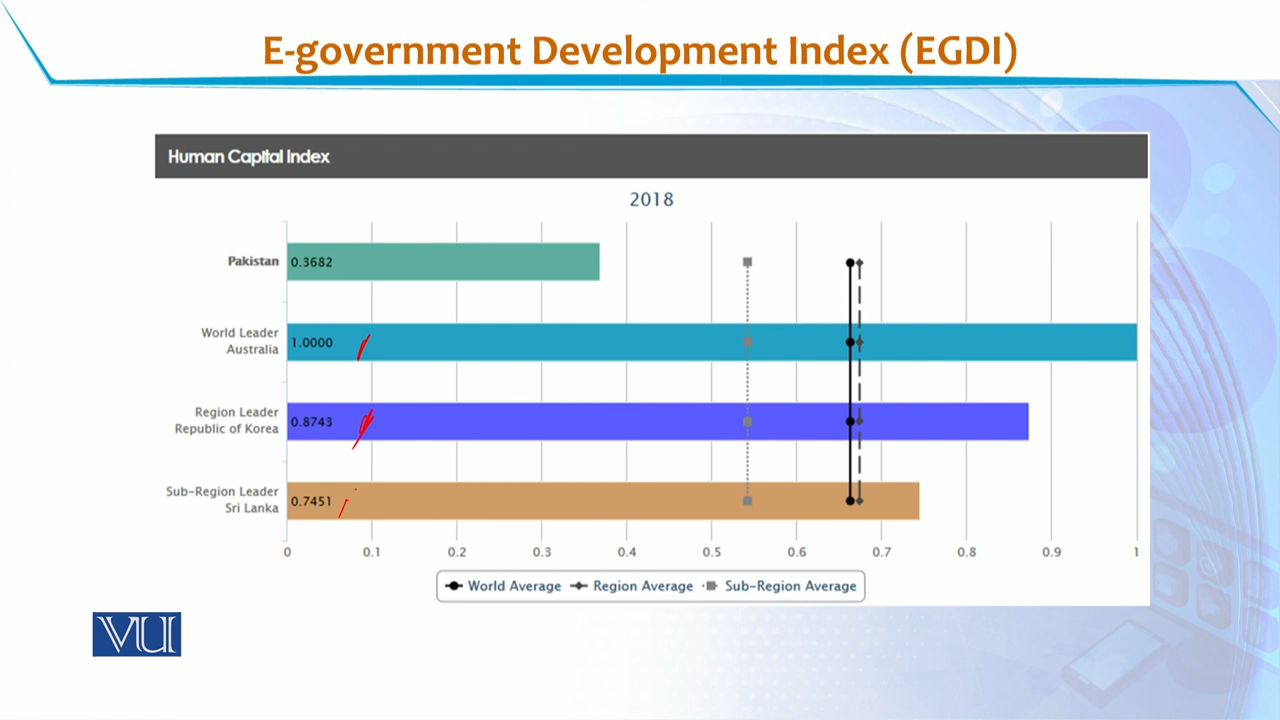 E-government Development Index (EGDI)
Human Capital Index
2018
Pakistan
0.3682
World Leader
Australia
1.0000
Region Leader
Republic of Korea
0.8743
Sub-Region Leader
Sri Lanka
0.7451
0 0.1 0.2 0.3 0.4 0.5 0.6 0.7 0.8 0.9 1
World Average Region Average Sub-Region Average
VU